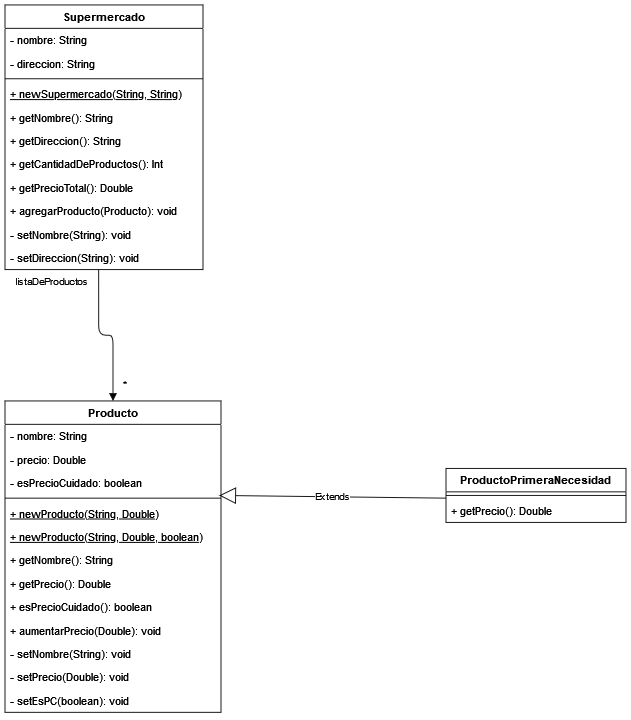 Supermercado
- nombre: String
- direccion: String
+ newSupermercado(String, String)
+ getNombre(): String
+ getDireccion(): String
+ getCantidadDeProductos(): Int
+ getPrecioTotal(): Double
+ agregarProducto(Producto): void
- setNombre(String): void
- setDireccion(String): void
listaDeProductos
*
Producto
- nombre: String
- precio: Double
- esPrecioCuidado: boolean
+ newProducto(String, Double)
+ newProducto(String, Double, boolean)
+ getNombre(): String
+ getPrecio(): Double
+ esPrecioCuidado(): boolean
+ aumentarPrecio(Double): void
- setNombre(String): void
- setPrecio(Double): void
- setEsPC(boolean): void
Extends
ProductoPrimeraNecesidad
+ getPrecio(): Double